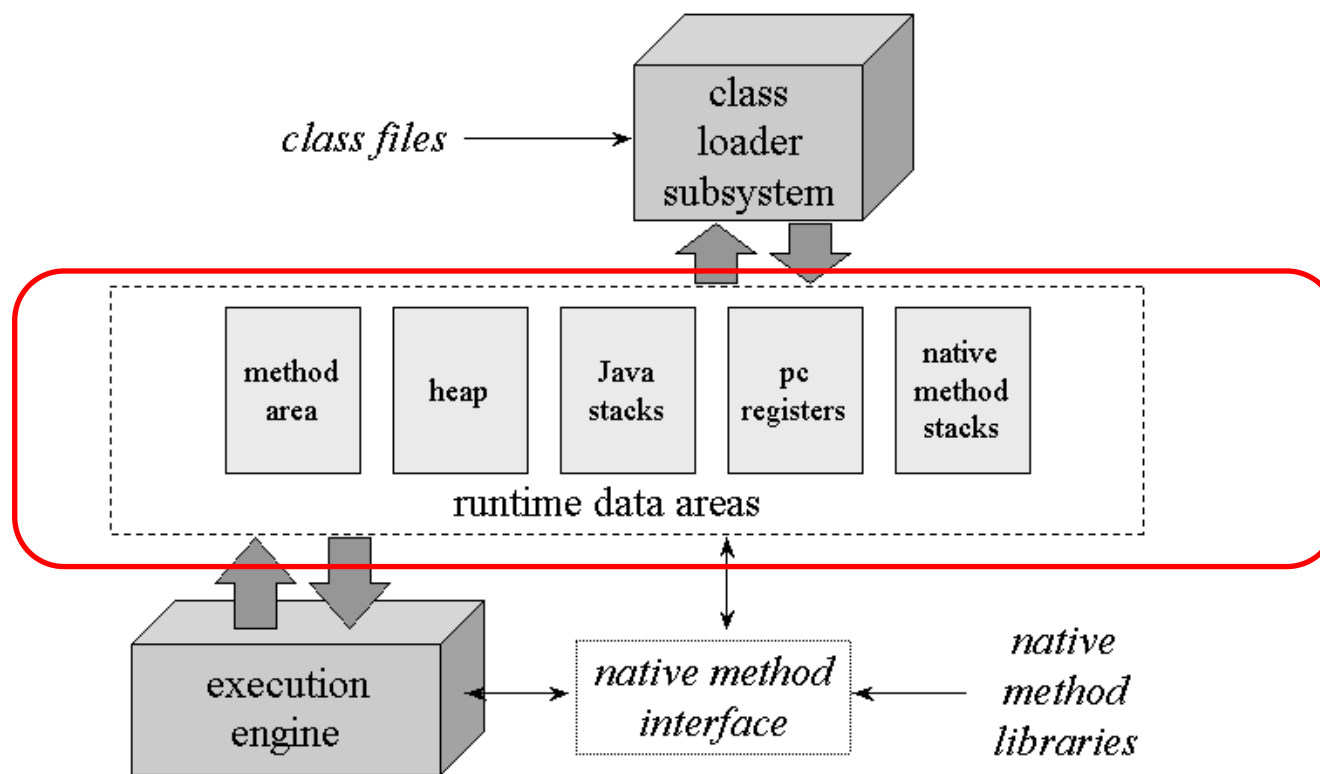 class
loader
subsystem
class files
method
area
heap
Java
stacks
pc
registers
native
method
stacks
runtime data areas
execution
engine
native method
interface
native
method
libraries